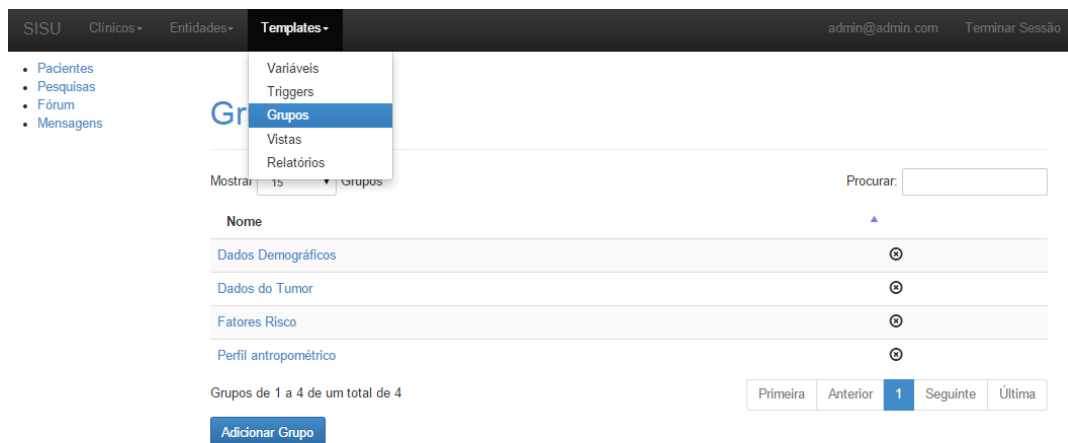 SISU Clínicos Entidades Templates admin@admin.com Terminar Sessão
Pacientes
Pesquisas
Fórum
Mensagens
Variáveis
Triggers
Grupos
Vistas
Relatórios
Gr
Mostrar 15 Grupos Procurar:
Nome
Dados Demográficos
Dados do Tumor
Fatores Risco
Perfil antropométrico
Grupos de 1 a 4 de um total de 4 Primeira Anterior 1 Seguinte Última
Adicionar Grupo